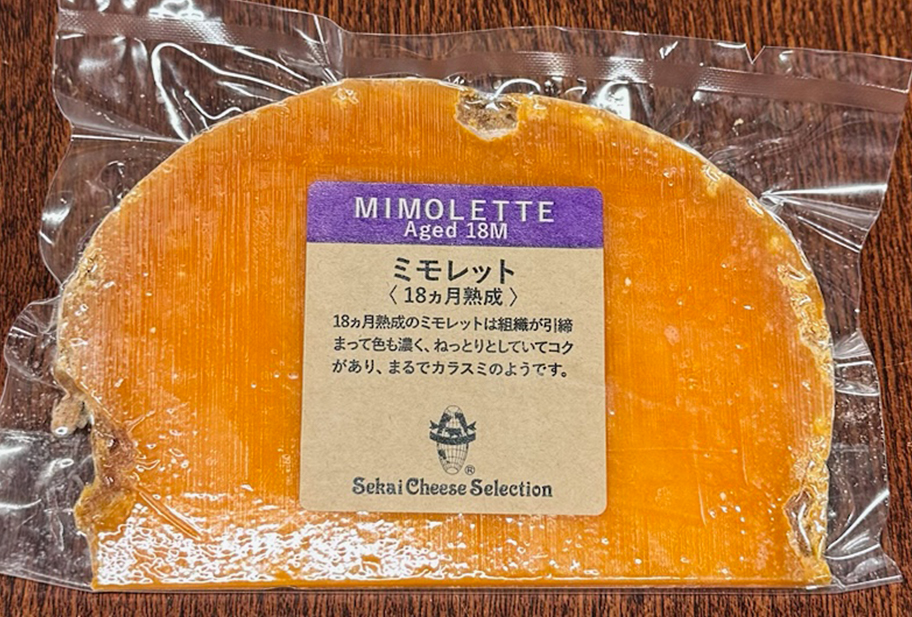 MIMOLETTE
Aged 18M
ミモレット
〈 18ヵ月熟成 〉
18ヵ月熟成のミモレットは組織が引締
まって色も濃く、ねっとりとしていてコク
があり、まるでカラスミのようです。
®
Sekai Cheese Selection